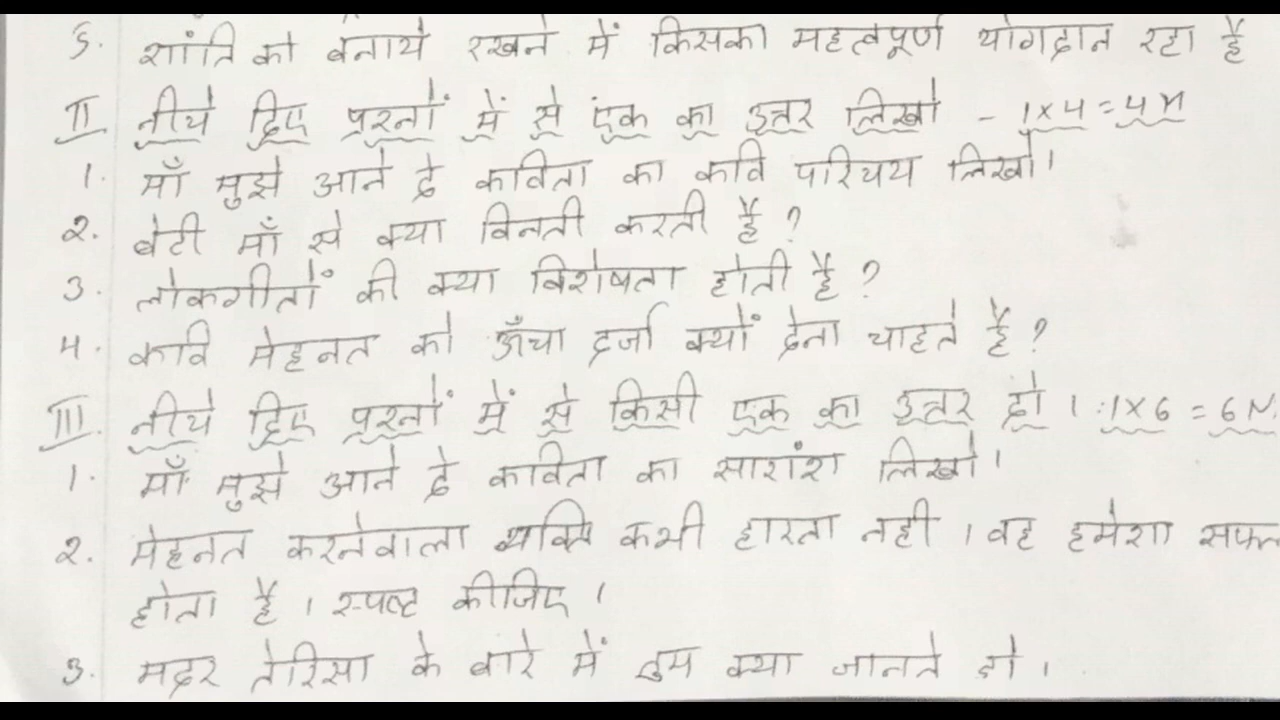 5. शांति को बनाये रखने में किसका महत्वपूर्ण योगदान रहा है
II नीचे दिए प्रश्नों में से एक का उत्तर लिखो - 1×4=4M
1. माँ मुझे आने दे कविता का कवि परिचय लिखो।
2. बेटी माँ से क्या विनती करती है?
3. लोकगीतों की क्या विशेषता होती है?
4. कवि मेहनत को ऊँचा दर्जा क्यों देना चाहते है?
III. नीचे दिए प्रश्नों में से किसी एक का उत्तर दो। :1×6 = 6M
1. माँ मुझे आने दे कविता का सारांश लिखो।
2. मेहनत करनेवाला व्यक्ति कभी हारता नही। वह हमेशा सफल
होता है। स्पष्ट कीजिए।
3. मदर तेरिसा के बारे में तुम क्या जानते हो।